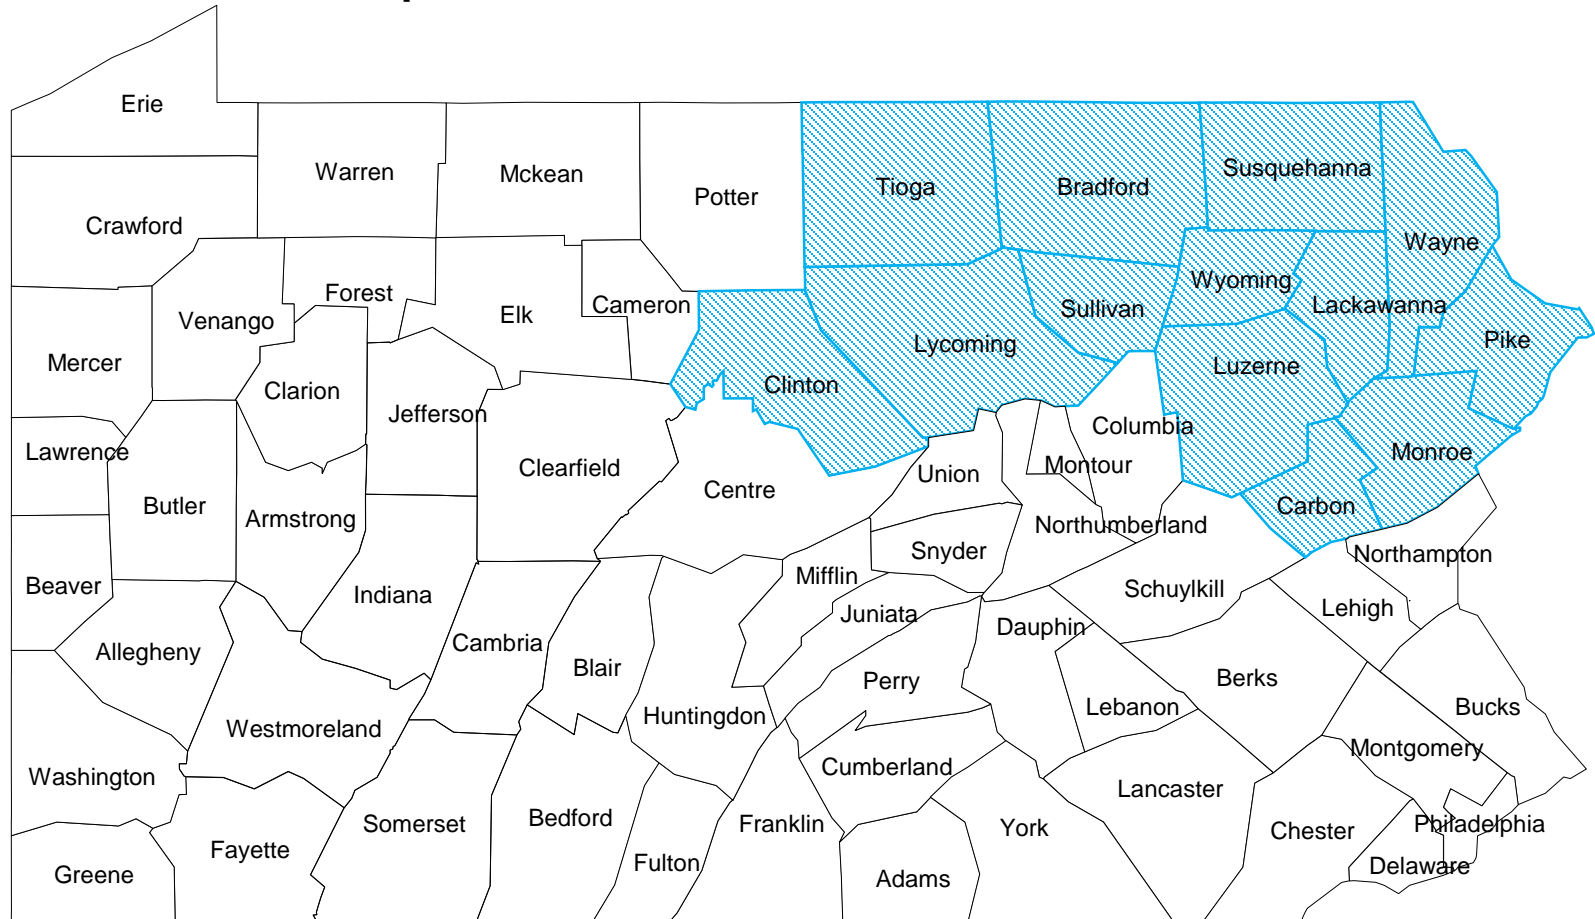 Erie
Warren
Mckean
Potter
Tioga
Bradford
Susquehanna
Crawford
Wayne
Forest
Venango
Elk
Cameron
Wyoming
Sullivan
Lackawanna
Mercer
Lycoming
Pike
Clinton
Luzerne
Clarion
Jefferson
Columbia
Lawrence
Clearfield
Centre
Union
Montour
Monroe
Butler
Armstrong
Carbon
Northumberland
Snyder
Northampton
Beaver
Indiana
Mifflin
Schuylkill
Juniata
Lehigh
Allegheny
Cambria
Blair
Dauphin
Perry
Berks
Westmoreland
Huntingdon
Lebanon
Bucks
Washington
Cumberland
Montgomery
Lancaster
Somerset
Bedford
Franklin
York
Chester
Philadelphia
Greene
Fayette
Fulton
Adams
Delaware